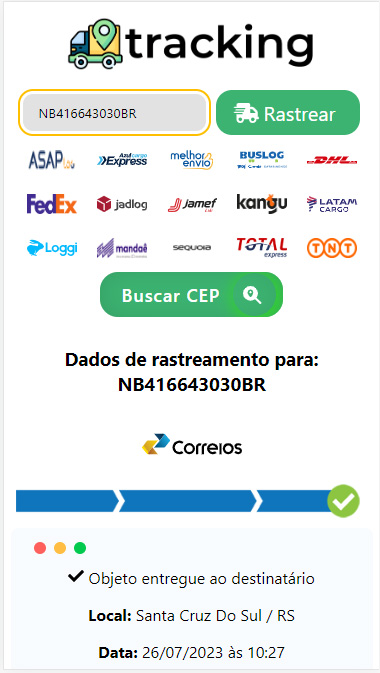 tracking
NB416643030BR
Rastrear
ASAP LOG
Azul cargo Express
melhor envio
BUSLOG
DHL
FedEx
jadlog
jamef
kangu
LATAM CARGO
Loggi
mandaê
SEQUOIA
TOTAL express
TNT
Buscar CEP
Dados de rastreamento para:
NB416643030BR
Correios
Objeto entregue ao destinatário
Local: Santa Cruz Do Sul / RS
Data: 26/07/2023 às 10:27